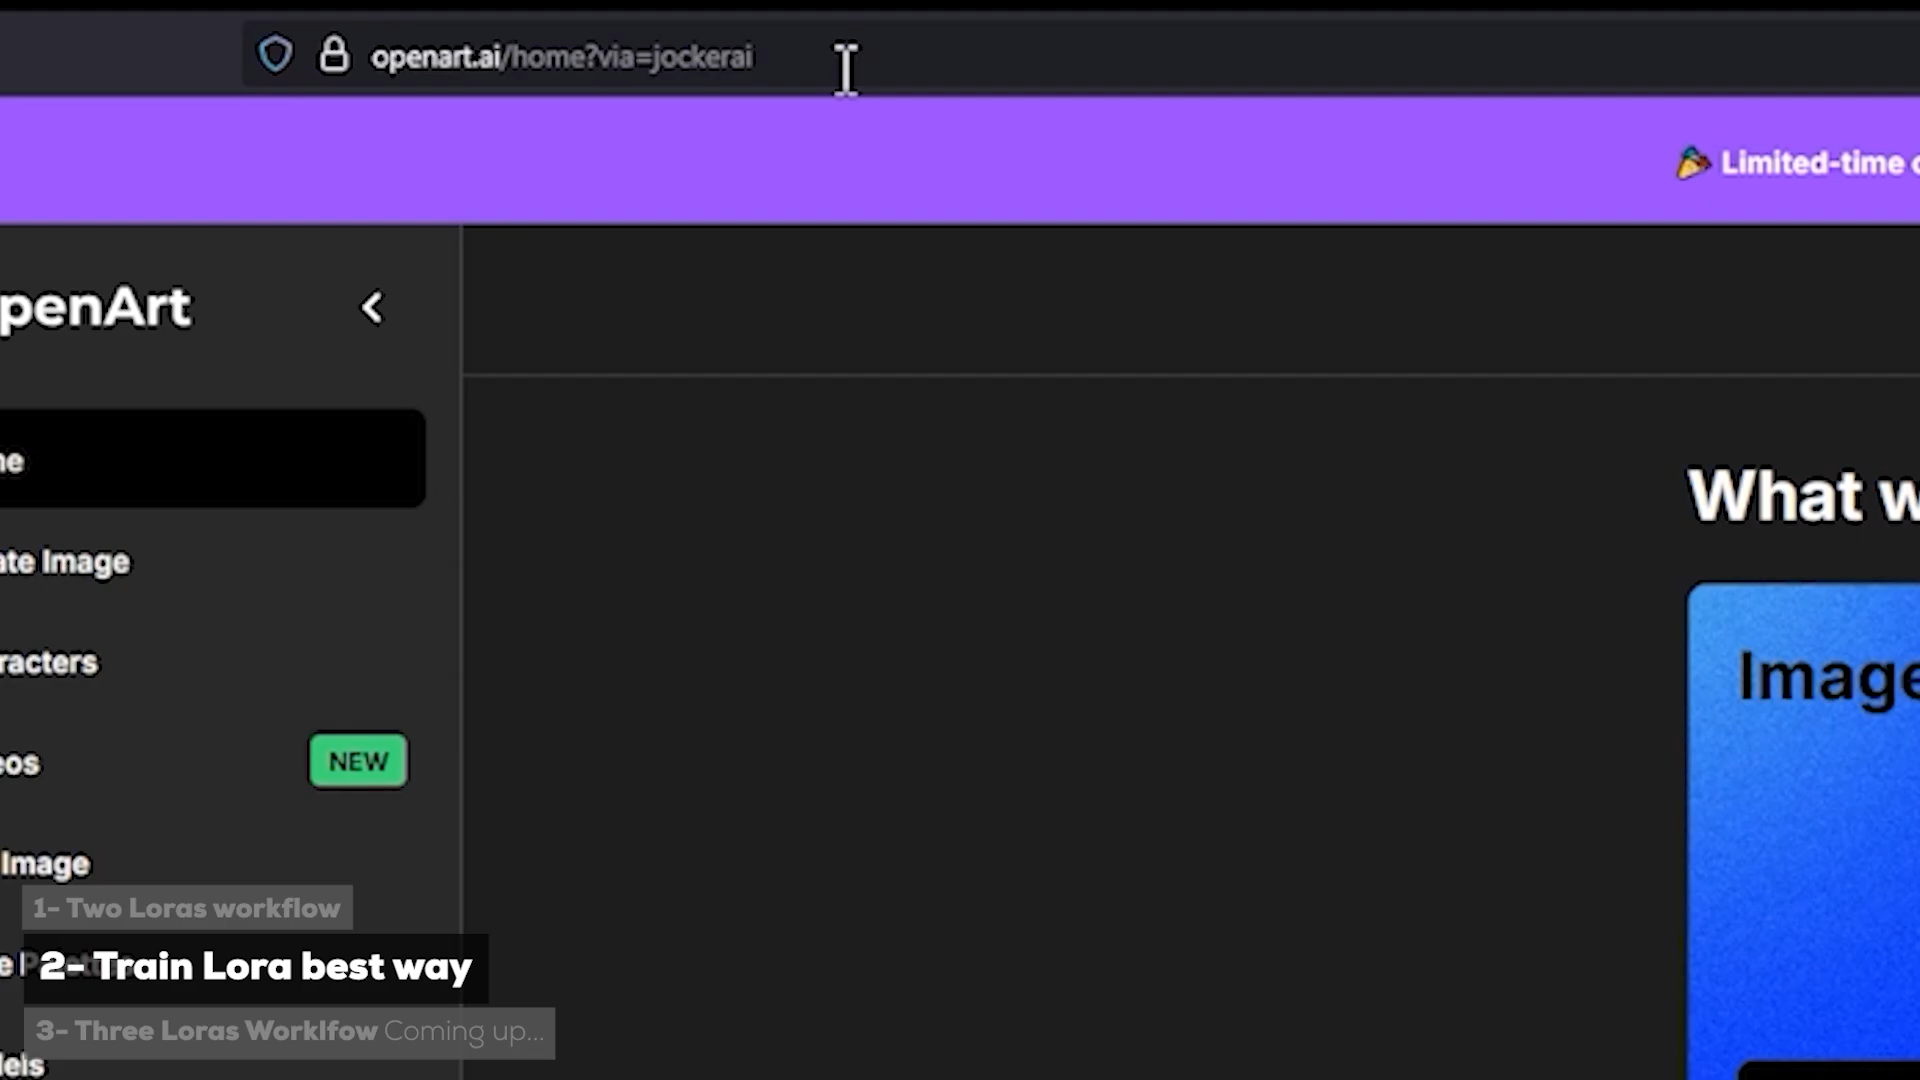 openart.ai/home?via=jockerai
Limited-time
penArt
ne
What w
ate Image
racters
Image
eos
NEW
Image
1- Two Loras workflow
2- Train Lora best way
3- Three Loras Worklfow Coming up...
dels